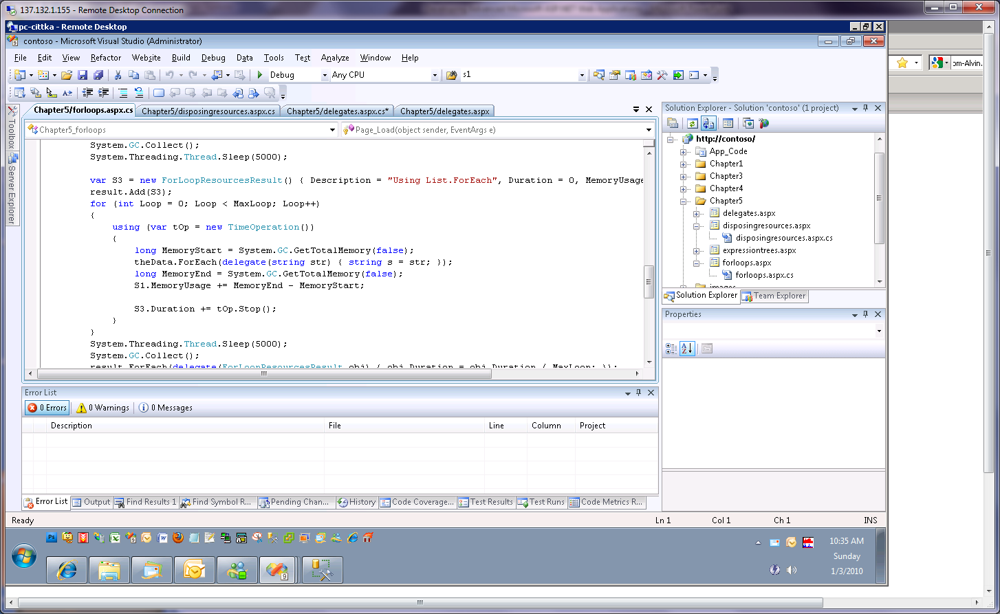 137.132.1.155 - Remote Desktop Connection
pc-cittka - Remote Desktop
contoso - Microsoft Visual Studio (Administrator)
File Edit View Refactor Website Build Debug Data Tools Test Analyze Window Help
Debug Any CPU s1
om-Alvin.
Chapter5/forloops.aspx.cs Chapter5/disposingresources.aspx.cs Chapter5/delegates.aspx.cs* Chapter5/delegates.aspx
Chapter5_forloops Page_Load(object sender, EventArgs e)
Toolbox
Server Explorer
System.GC.Collect();
System.Threading.Thread.Sleep(5000);
var S3 = new ForLoopResourcesResult() { Description = "Using List.ForEach", Duration = 0, MemoryUsage
result.Add(S3);
for (int Loop = 0; Loop < MaxLoop; Loop++)
{
using (var tOp = new TimeOperation())
{
long MemoryStart = System.GC.GetTotalMemory(false);
theData.ForEach(delegate(string str) { string s = str; });
long MemoryEnd = System.GC.GetTotalMemory(false);
S1.MemoryUsage += MemoryEnd - MemoryStart;
S3.Duration += tOp.Stop();
}
}
System.Threading.Thread.Sleep(5000);
System.GC.Collect();
result.ForEach(delegate(ForLoopResourcesResult obj) { obj.Duration = obj.Duration / MaxLoop; });
Solution Explorer - Solution 'contoso' (1 project)
http://contoso/
App_Code
Chapter1
Chapter3
Chapter4
Chapter5
delegates.aspx
disposingresources.aspx
disposingresources.aspx.cs
expressiontrees.aspx
forloops.aspx
forloops.aspx.cs
images
Solution Explorer Team Explorer
Properties
Error List
0 Errors 0 Warnings 0 Messages
Description File Line Column Project
Error List Output Find Results 1 Find Symbol R... Pending Chan... History Code Coverage... Test Results Test Runs Code Metrics R...
Ready Ln 1 Col 1 Ch 1 INS
10:35 AM
Sunday
1/3/2010